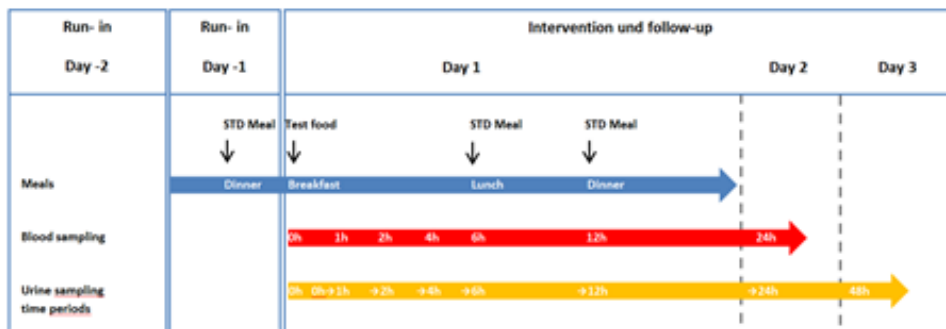 Run- in
Run- in
Intervention und follow-up
Day -2
Day -1
Day 1
Day 2
Day 3
STD Meal
Test food
STD Meal
STD Meal
Meals
Dinner
Breakfast
Lunch
Dinner
Blood sampling
0h
1h
2h
4h
6h
12h
24h
Urine sampling
time periods
0h
0h→1h
→2h
→4h
→6h
→12h
→24h
48h